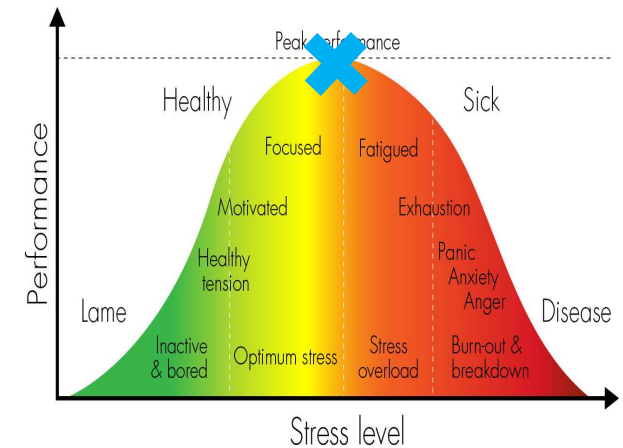 Peak performance
Healthy
Sick
Focused
Fatigued
Motivated
Exhaustion
Healthy
tension
Panic
Anxiety
Anger
Lame
Disease
Inactive
& bored
Optimum stress
Stress
overload
Burn-out &
breakdown
Performance
Stress level